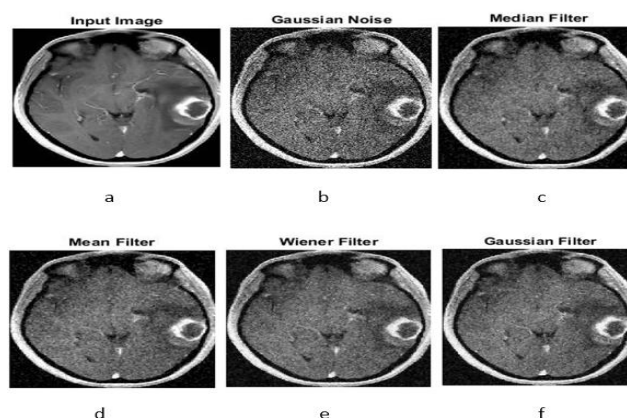 Input Image
Gaussian Noise
Median Filter
a
b
c
Mean Filter
Wiener Filter
Gaussian Filter
d
e
f